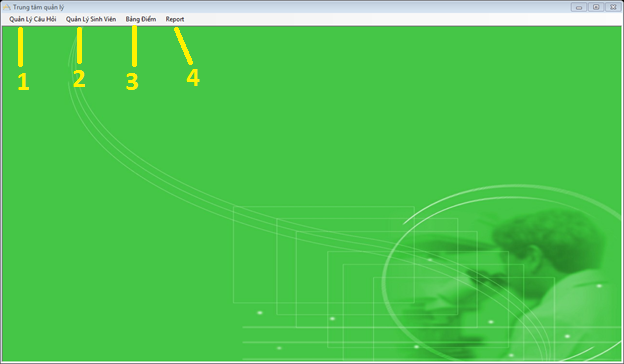 Trung tâm quản lý
Quản Lý Câu Hỏi Quản Lý Sinh Viên Bảng Điểm Report
1 2 3 4